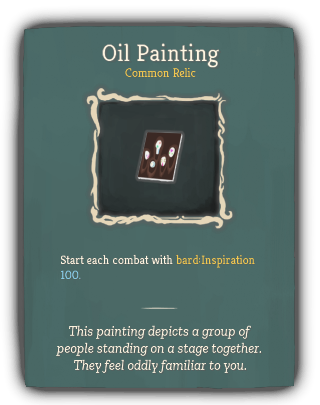 Oil Painting
Common Relic
Start each combat with bard:Inspiration
100.
This painting depicts a group of
people standing on a stage together.
They feel oddly familiar to you.